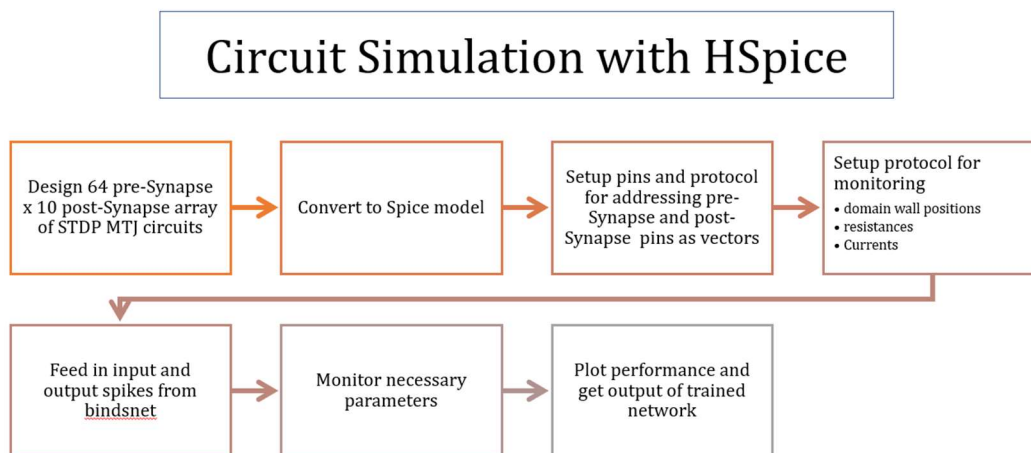 Circuit Simulation with HSpice
Design 64 pre-Synapse
x 10 post-Synapse array
of STDP MTJ circuits
Convert to Spice model
Setup pins and protocol
for addressing pre-
Synapse and post-
Synapse pins as vectors
Setup protocol for
monitoring
• domain wall positions
• resistances
• Currents
Feed in input and
output spikes from
bindsnet
Monitor necessary
parameters
Plot performance and
get output of trained
network